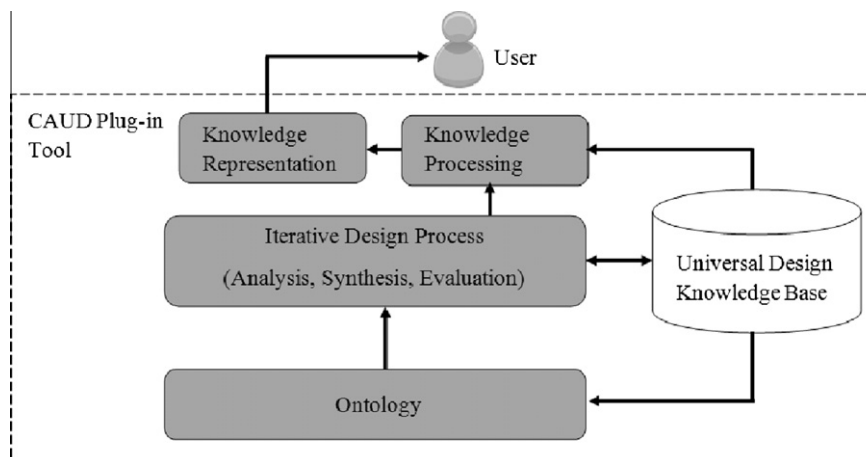 User
CAUD Plug-in
Tool
Knowledge
Representation
Knowledge
Processing
Iterative Design Process
(Analysis, Synthesis, Evaluation)
Universal Design
Knowledge Base
Ontology